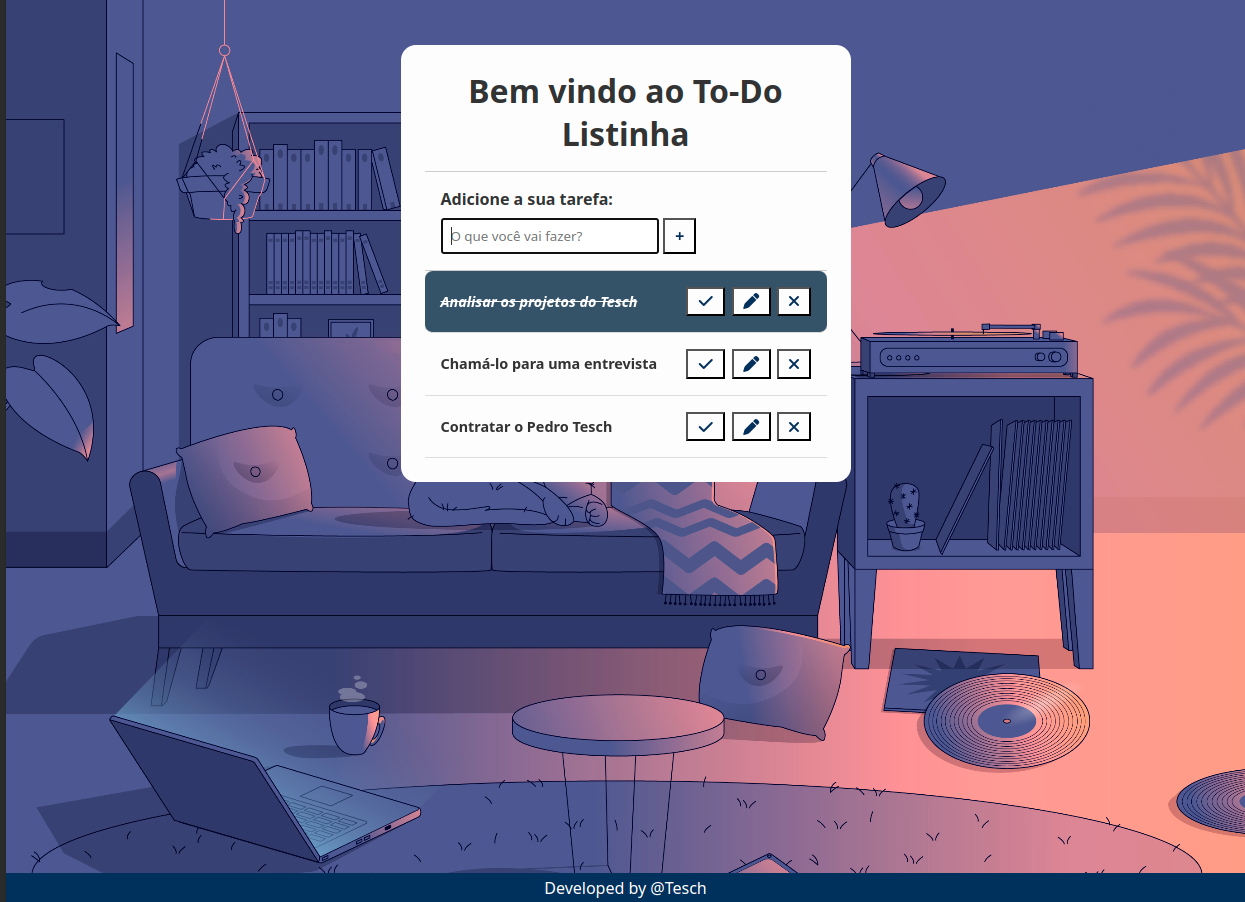 Bem vindo ao To-Do
Listinha
Adicione a sua tarefa:
O que você vai fazer?
+
Analisar os projetos do Tesch
Chamá-lo para uma entrevista
Contratar o Pedro Tesch
Developed by @Tesch